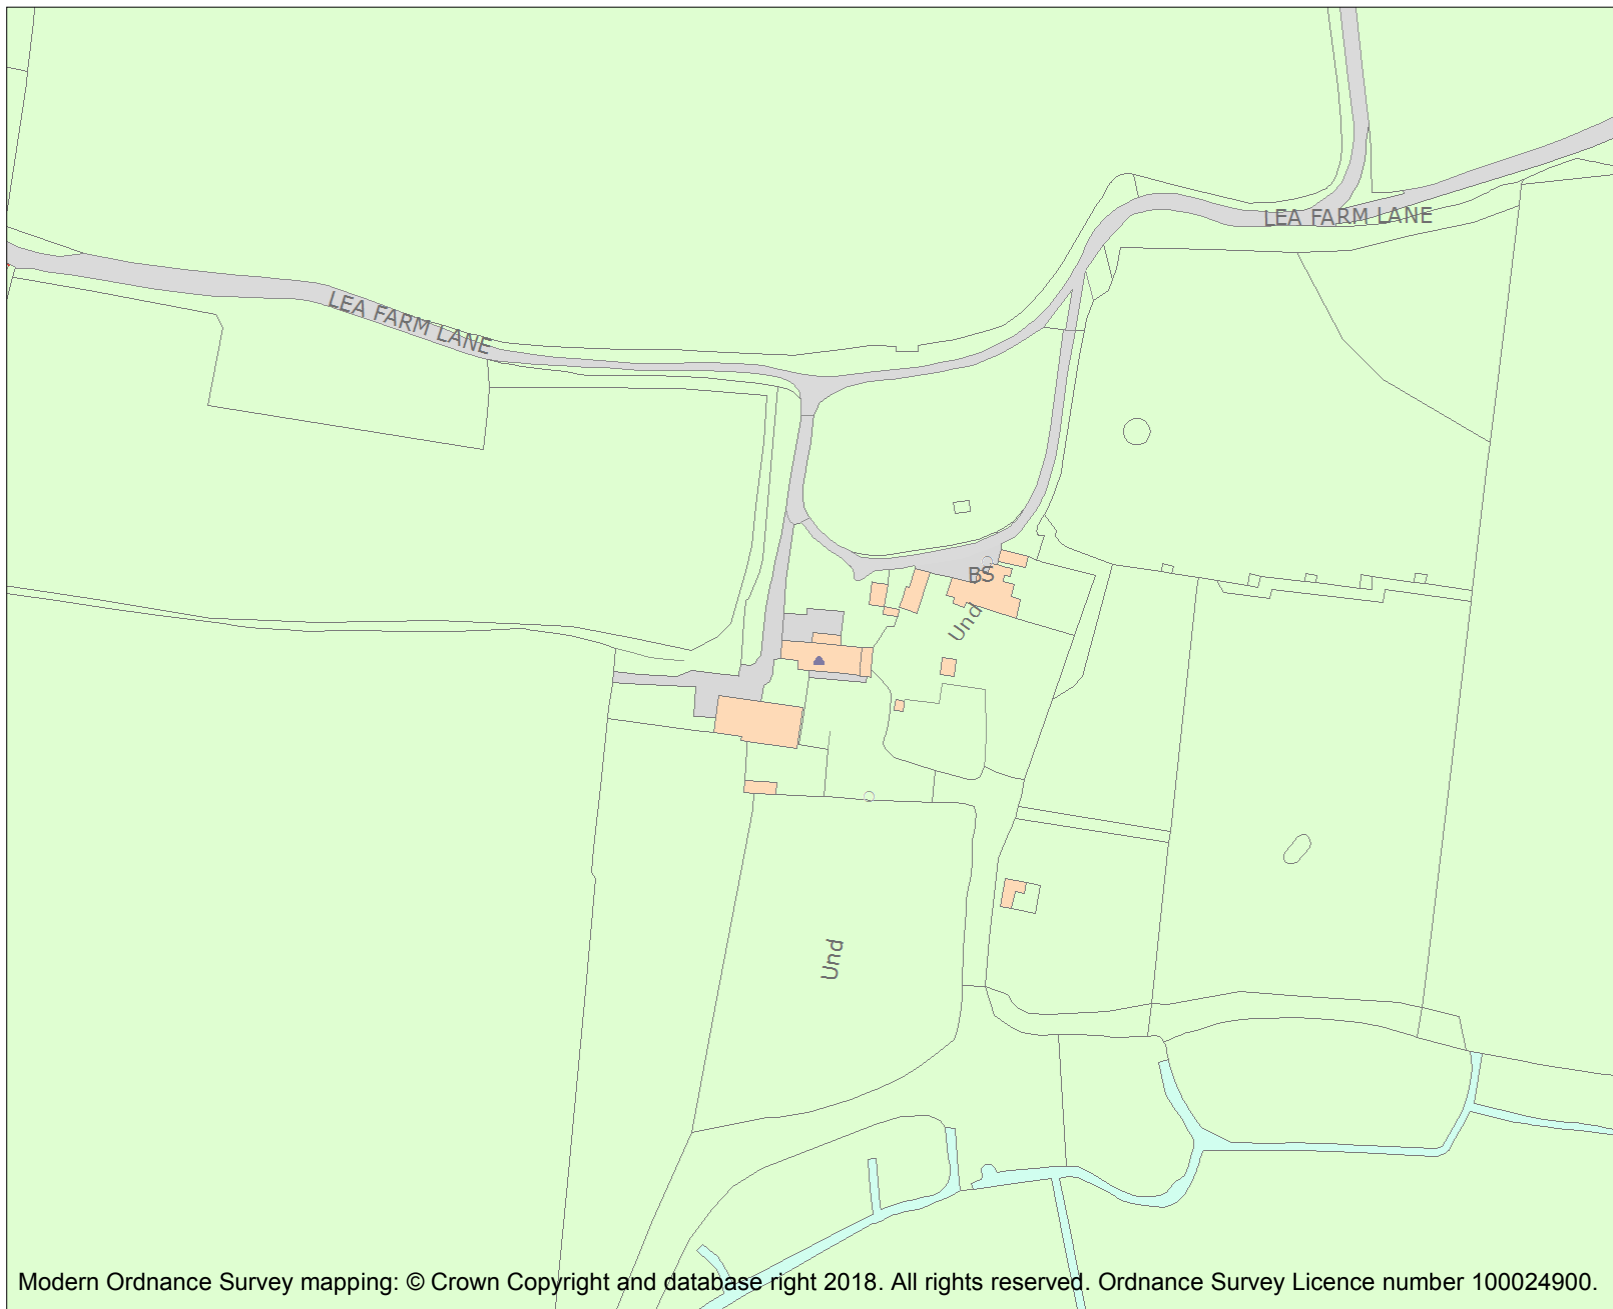 LEA FARM LANE
LEA FARM LANE
BS
Und
Und
Modern Ordnance Survey mapping: © Crown Copyright and database right 2018. All rights reserved. Ordnance Survey Licence number 100024900.